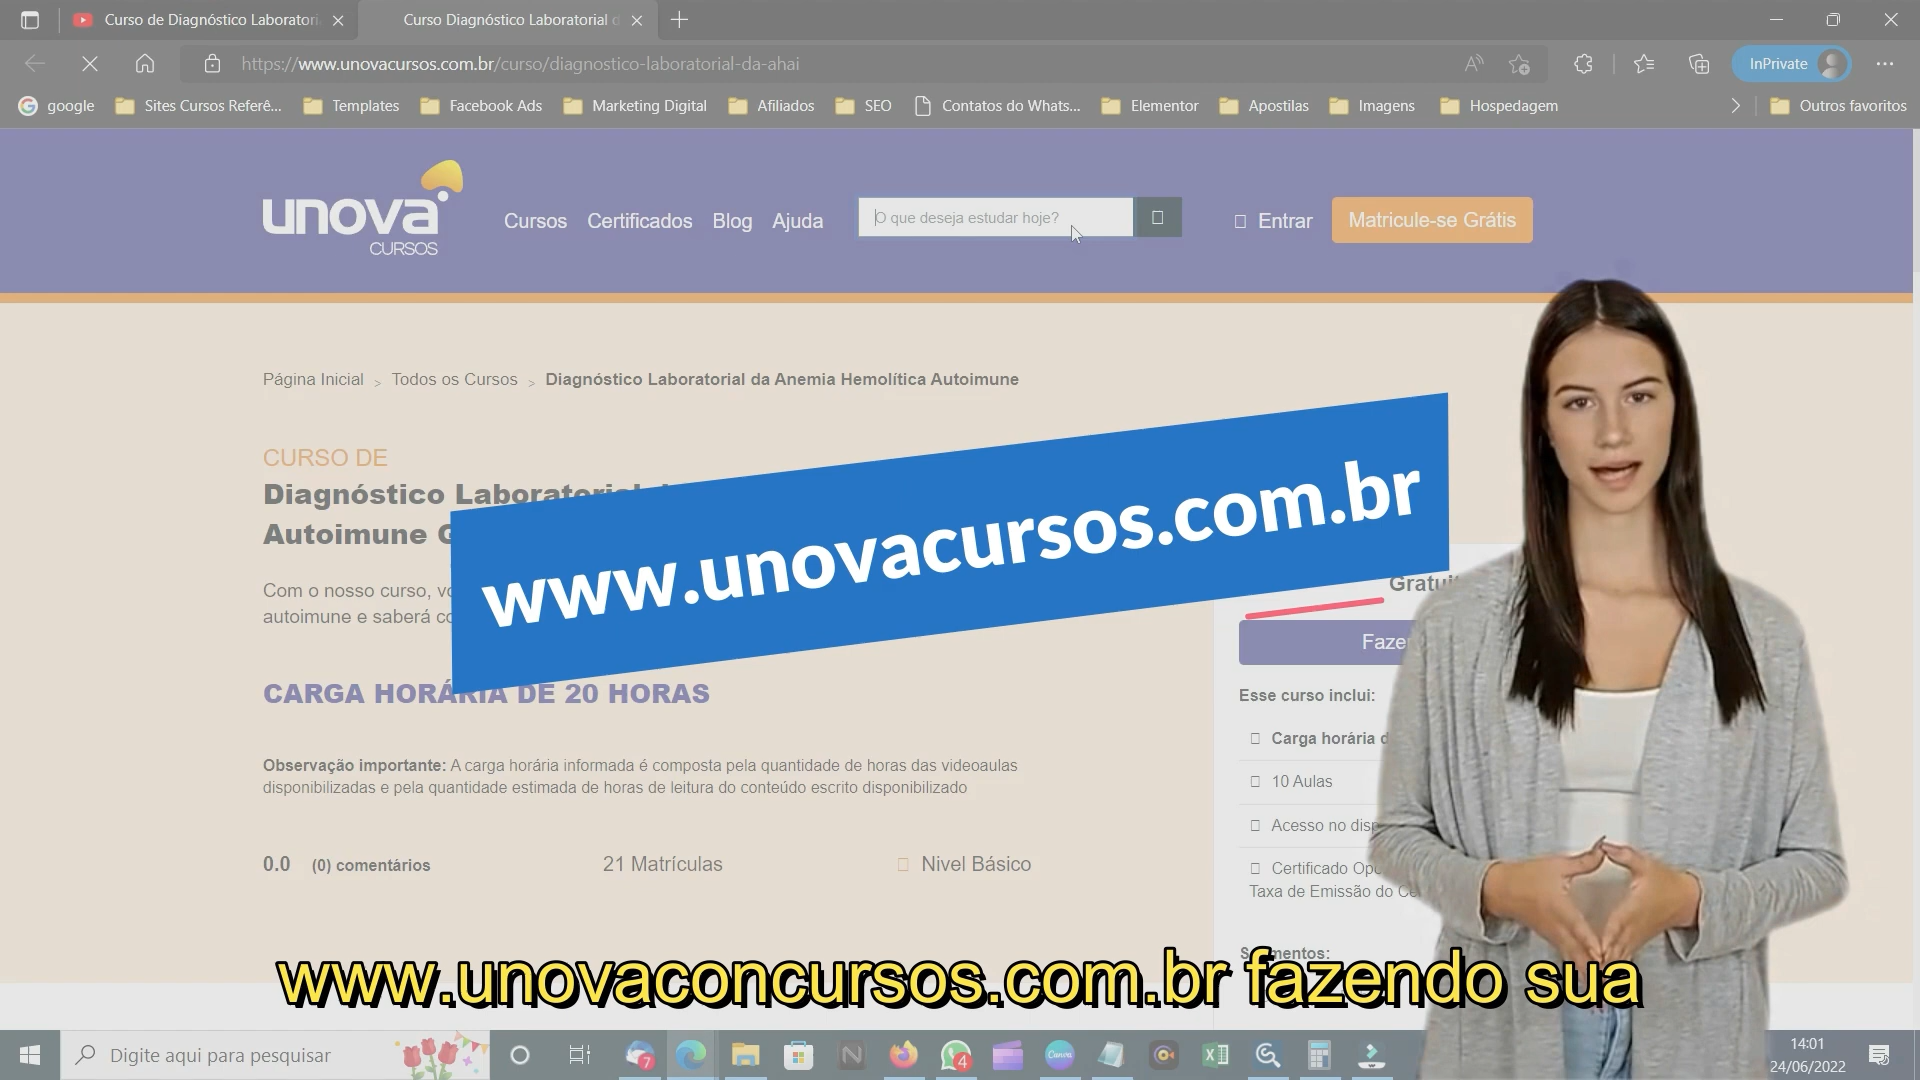 Curso de Diagnóstico Laboratori
Curso Diagnóstico Laboratorial d
https://www.unovacursos.com.br/curso/diagnostico-laboratorial-da-ahai
InPrivate
google
Sites Cursos Referê...
Templates
Facebook Ads
Marketing Digital
Afiliados
SEO
Contatos do Whats...
Elementor
Apostilas
Imagens
Hospedagem
Outros favoritos
unova
CURSOS
Cursos
Certificados
Blog
Ajuda
O que deseja estudar hoje?
Entrar
Matricule-se Grátis
Página Inicial > Todos os Cursos > Diagnóstico Laboratorial da Anemia Hemolítica Autoimune
CURSO DE
Diagnóstico Laboratorial
Autoimune G
www.unovacursos.com.br
Com o nosso curso, vo
autoimune e saberá co
Gratuit
Fazer
CARGA HORÁRIA DE 20 HORAS
Esse curso inclui:
Carga horária d
10 Aulas
Acesso no disp
Certificado Opc
Taxa de Emissão do Ce
Observação importante: A carga horária informada é composta pela quantidade de horas das videoaulas
disponibilizadas e pela quantidade estimada de horas de leitura do conteúdo escrito disponibilizado
0.0 (0) comentários
21 Matrículas
Nivel Básico
www.unovaconcursos.com.br fazendo sua
Digite aqui para pesquisar
7
4
Canva
14:01
24/06/2022